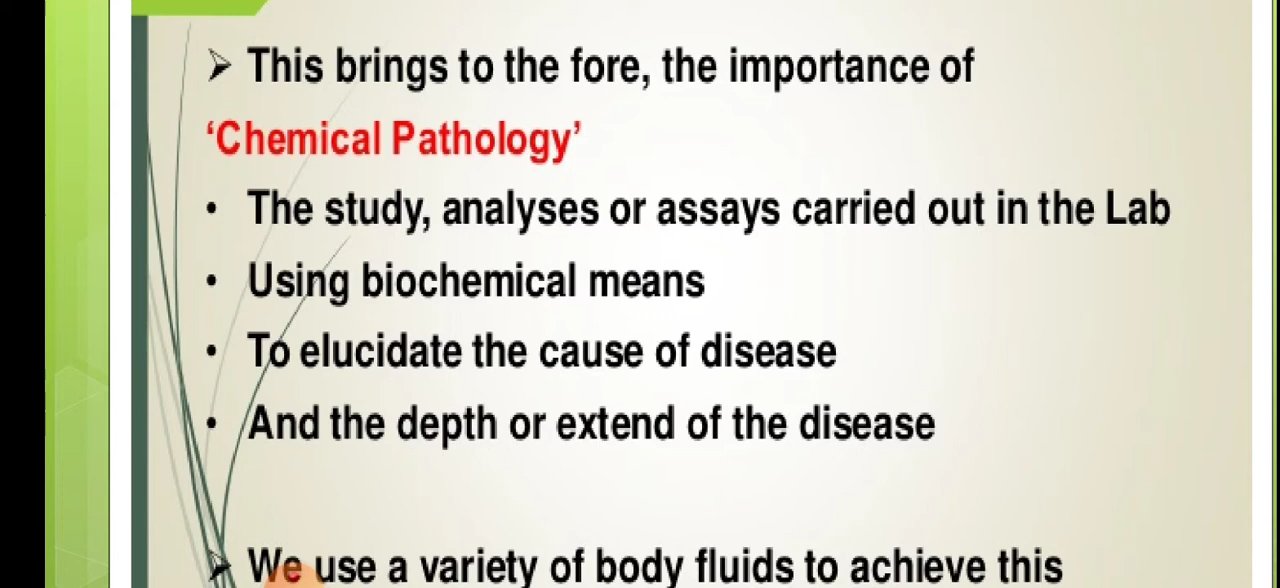 ➢ This brings to the fore, the importance of
‘Chemical Pathology’
• The study, analyses or assays carried out in the Lab
• Using biochemical means
• To elucidate the cause of disease
• And the depth or extend of the disease
➢ We use a variety of body fluids to achieve this